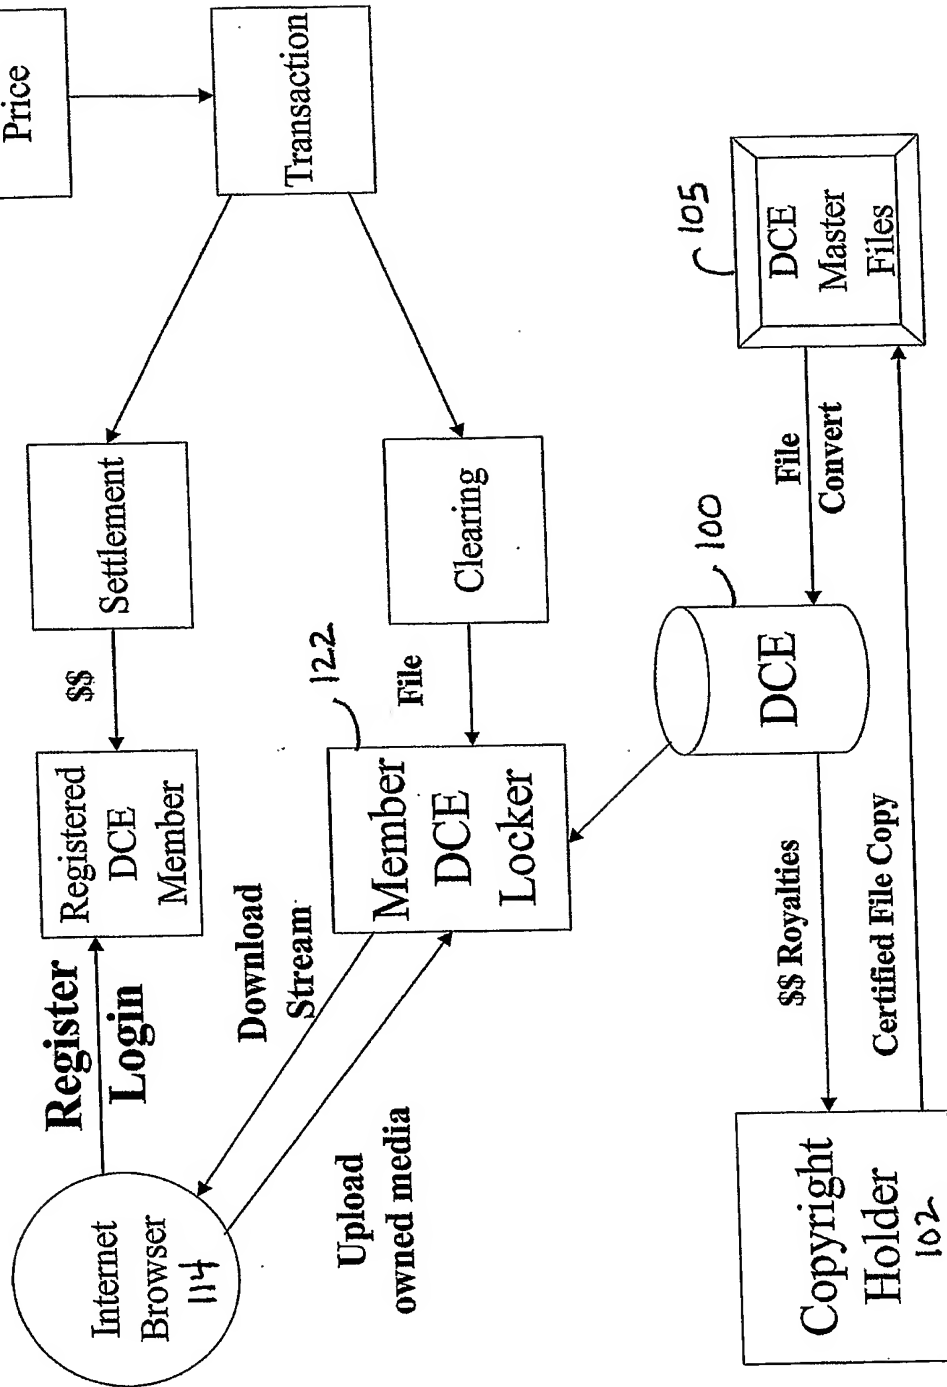 Internet
Browser
114
Register
Login
Registered
DCE
Member
$$
Settlement
Price
Transaction
Download
Stream
Upload
owned media
Member
DCE
Locker
122
File
Clearing
Copyright
Holder
102
$$ Royalties
Certified File Copy
DCE
100
File
Convert
DCE
Master
Files
105